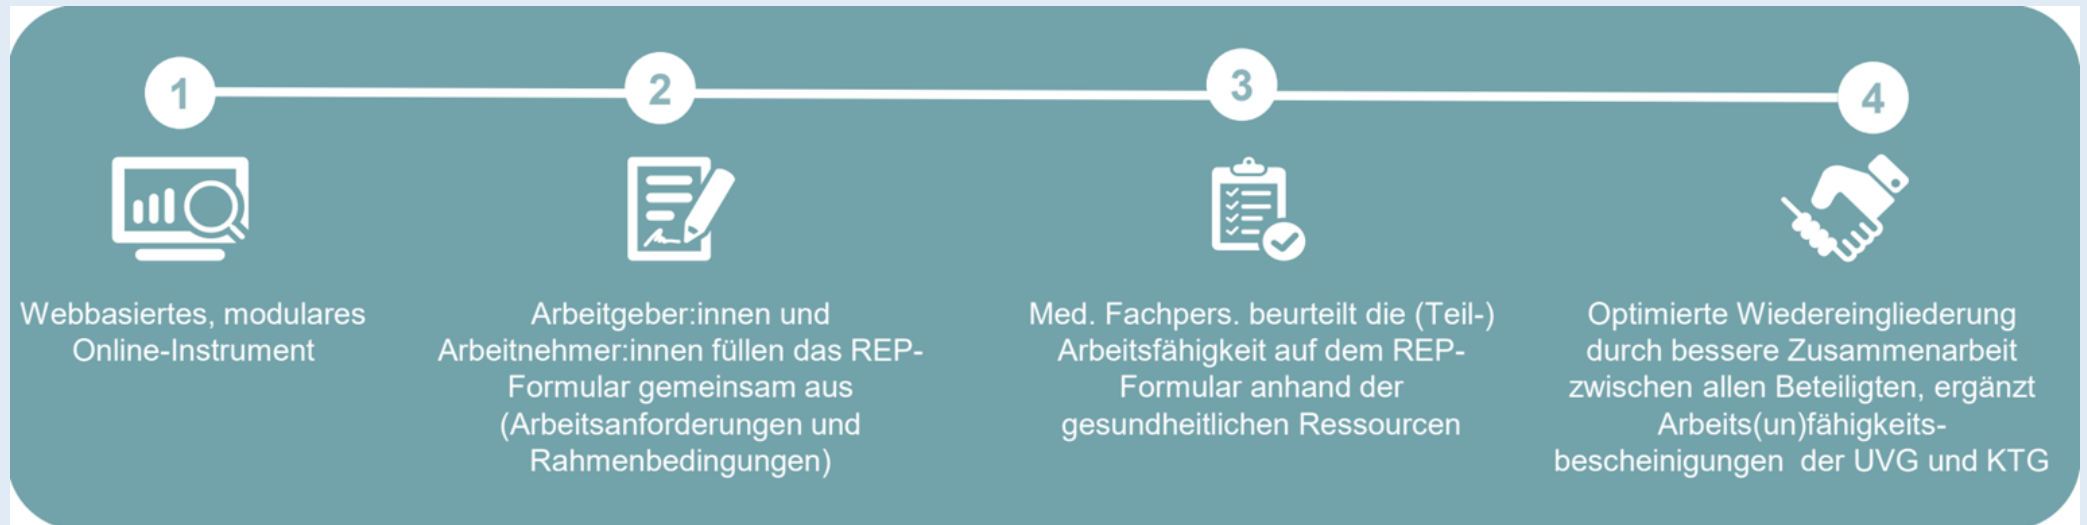 1
Webbasiertes, modulares
Online-Instrument
2
Arbeitgeber:innen und
Arbeitnehmer:innen füllen das REP-
Formular gemeinsam aus
(Arbeitsanforderungen und
Rahmenbedingungen)
3
Med. Fachpers. beurteilt die (Teil-)
Arbeitsfähigkeit auf dem REP-
Formular anhand der
gesundheitlichen Ressourcen
4
Optimierte Wiedereingliederung
durch bessere Zusammenarbeit
zwischen allen Beteiligten, ergänzt
Arbeits(un)fähigkeits-
bescheinigungen  der UVG und KTG